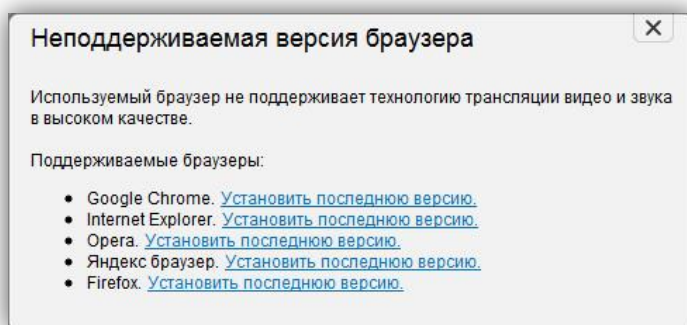 Неподдерживаемая версия браузера
Используемый браузер не поддерживает технологию трансляции видео и звука
в высоком качестве.
Поддерживаемые браузеры:
• Google Chrome. Установить последнюю версию.
• Internet Explorer. Установить последнюю версию.
• Opera. Установить последнюю версию.
• Яндекс браузер. Установить последнюю версию.
• Firefox. Установить последнюю версию.